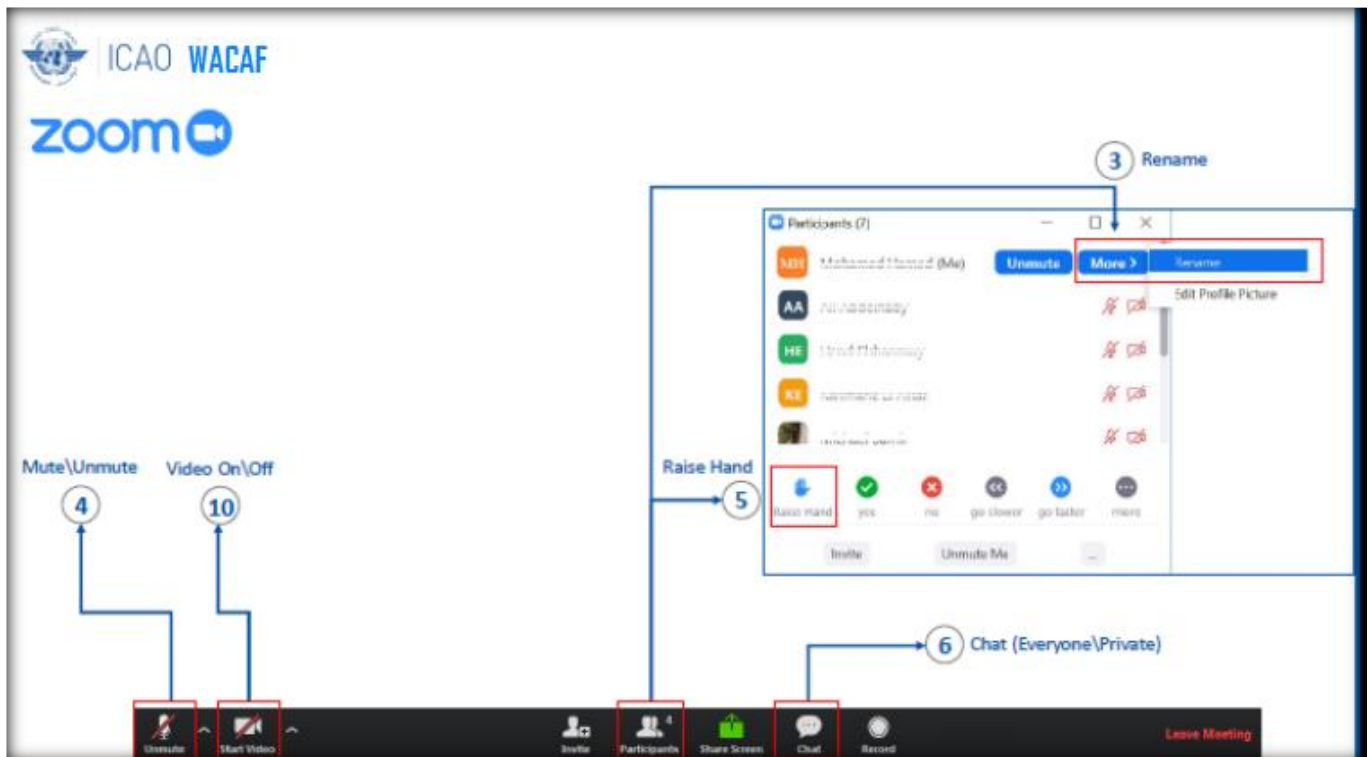 ICAO WACAF
zoom
3 Rename
Participants (7)
(Me) Unmute More > Rename
Edit Profile Picture
AA
HE
KE
Mute\Unmute Video On\Off Raise Hand
4 10 5
Raise Hand yes no go slower go faster more
Invite Unmute Me ...
6 Chat (Everyone\Private)
Unmute Start Video Invite Participants 4 Share Screen Chat Record Leave Meeting